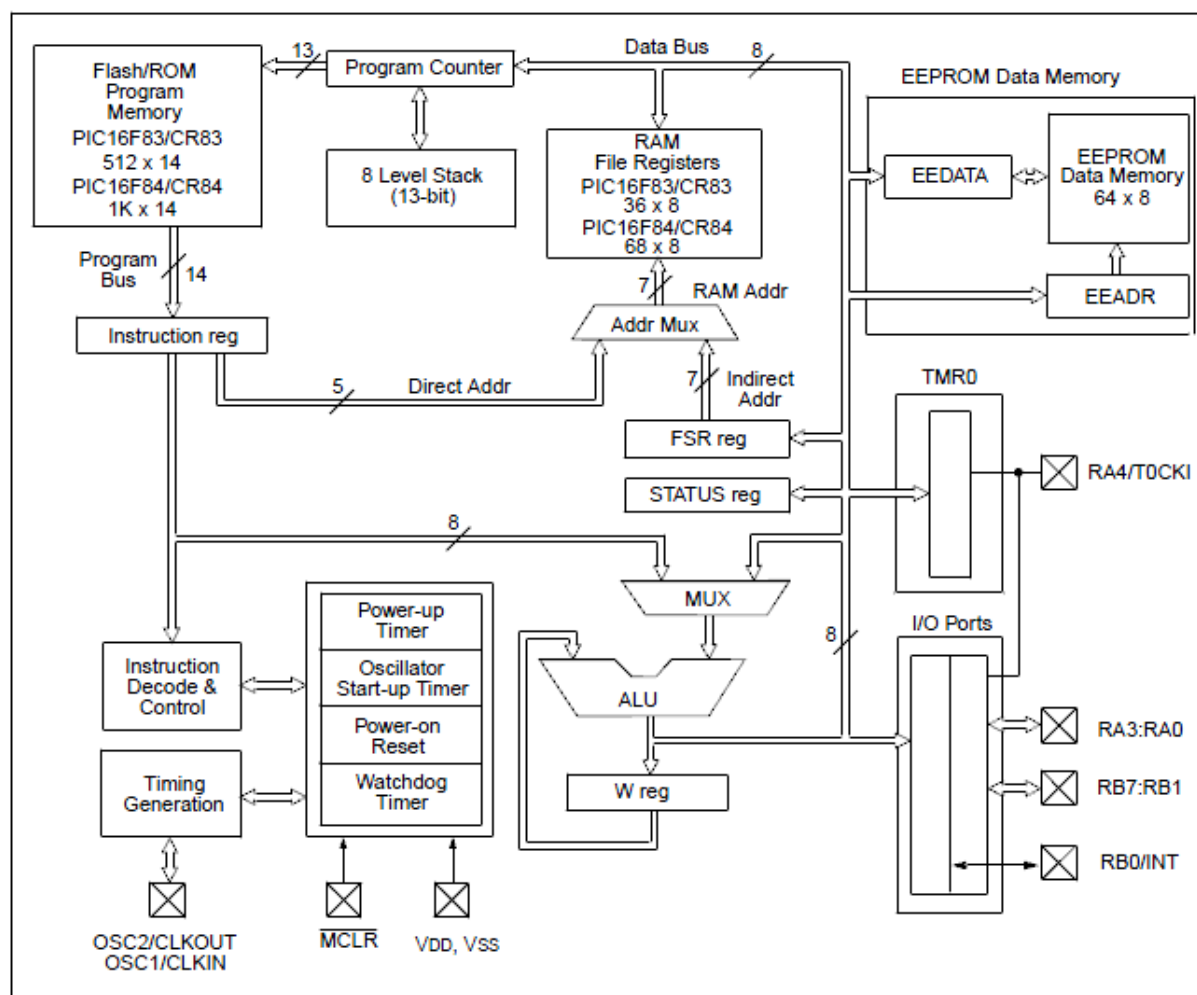 Flash/ROM
Program
Memory
PIC16F83/CR83
512 x 14
PIC16F84/CR84
1K x 14
13
Program Counter
Data Bus
8
8 Level Stack
(13-bit)
RAM
File Registers
PIC16F83/CR83
36 x 8
PIC16F84/CR84
68 x 8
EEPROM Data Memory
EEDATA
EEPROM
Data Memory
64 x 8
EEADR
Program
Bus
14
Instruction reg
7
RAM Addr
Addr Mux
5
Direct Addr
7
Indirect
Addr
FSR reg
STATUS reg
TMR0
RA4/T0CKI
8
MUX
8
I/O Ports
Power-up
Timer
Oscillator
Start-up Timer
Power-on
Reset
Watchdog
Timer
Instruction
Decode &
Control
Timing
Generation
ALU
W reg
RA3:RA0
RB7:RB1
RB0/INT
OSC2/CLKOUT
OSC1/CLKIN
MCLR
VDD, VSS